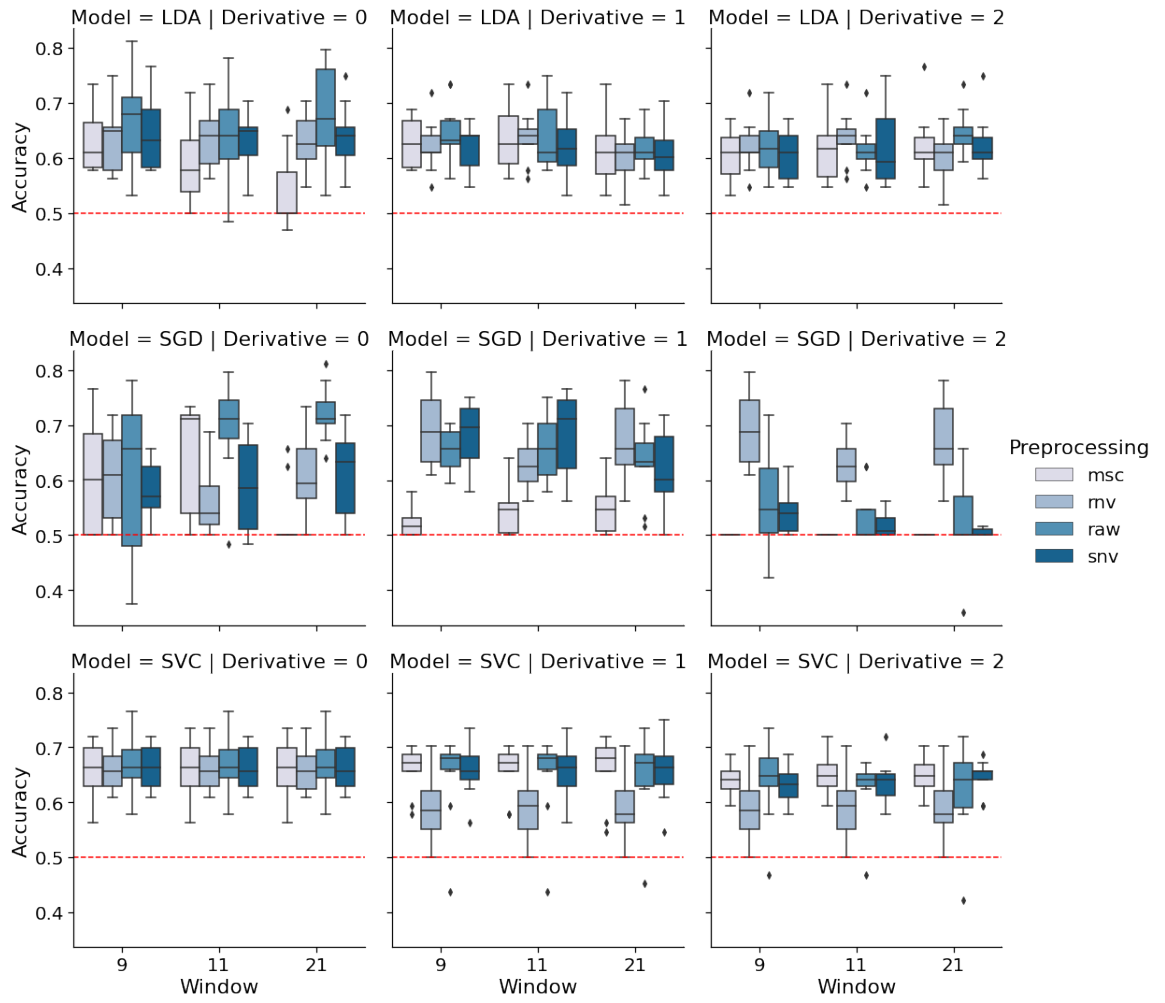 Model = LDA | Derivative = 0
Model = LDA | Derivative = 1
Model = LDA | Derivative = 2
0.8
0.7
0.6
0.5
0.4
Accuracy
Model = SGD | Derivative = 0
Model = SGD | Derivative = 1
Model = SGD | Derivative = 2
0.8
0.7
0.6
0.5
0.4
Accuracy
Preprocessing
msc
rnv
raw
snv
Model = SVC | Derivative = 0
Model = SVC | Derivative = 1
Model = SVC | Derivative = 2
0.8
0.7
0.6
0.5
0.4
Accuracy
9 11 21
9 11 21
9 11 21
Window
Window
Window